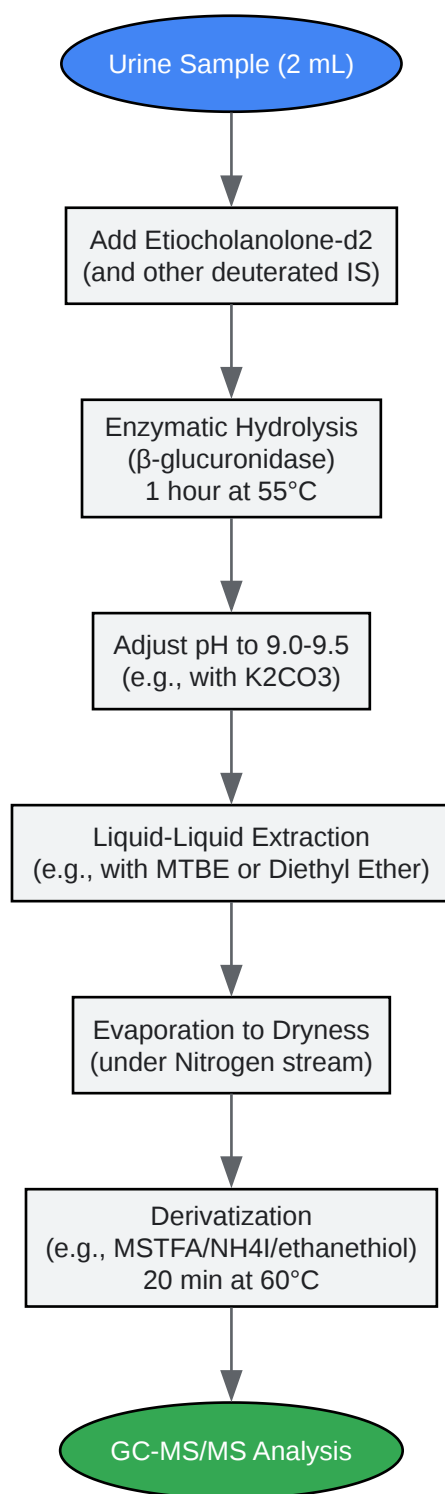 Urine Sample (2 mL)
Add Etiocholanolone-d2
(and other deuterated IS)
Enzymatic Hydrolysis
(β-glucuronidase)
1 hour at 55°C
Adjust pH to 9.0-9.5
(e.g., with K2CO3)
Liquid-Liquid Extraction
(e.g., with MTBE or Diethyl Ether)
Evaporation to Dryness
(under Nitrogen stream)
Derivatization
(e.g., MSTFA/NH4I/ethanethiol)
20 min at 60°C
GC-MS/MS Analysis